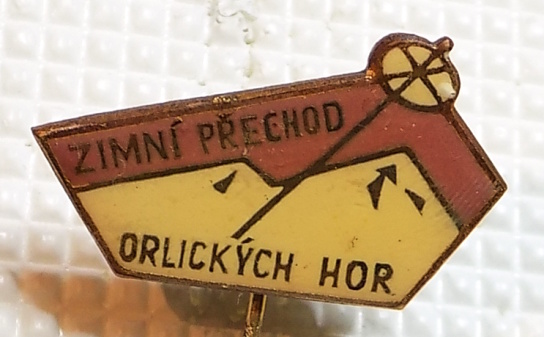 ZIMNÍ PŘECHOD
ORLICKÝCH HOR